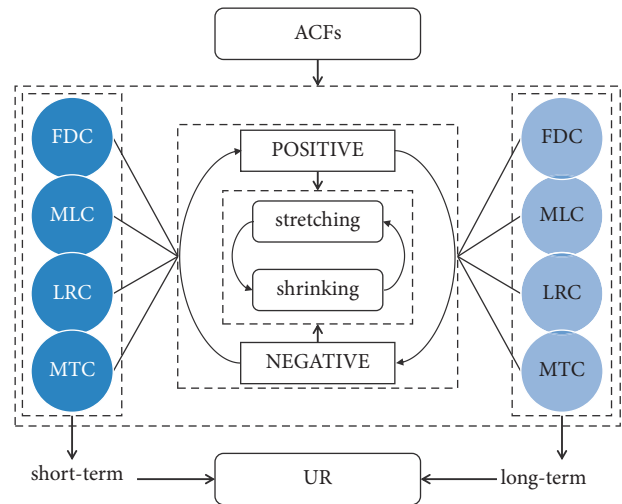 ACFs
FDC
MLC
LRC
MTC
POSITIVE
stretching
shrinking
NEGATIVE
FDC
MLC
LRC
MTC
short-term
UR
long-term